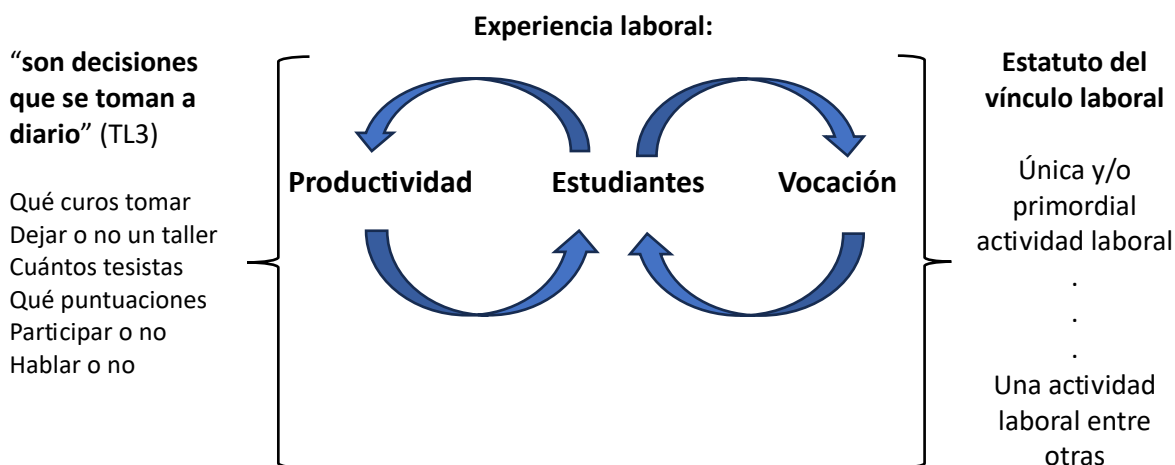 Experiencia laboral:
“son decisiones
que se toman a
diario” (TL3)
Qué curos tomar
Dejar o no un taller
Cuántos tesistas
Qué puntuaciones
Participar o no
Hablar o no
Productividad
Estudiantes
Vocación
Estatuto del
vínculo laboral
Única y/o
primordial
actividad laboral
.
.
.
Una actividad
laboral entre
otras